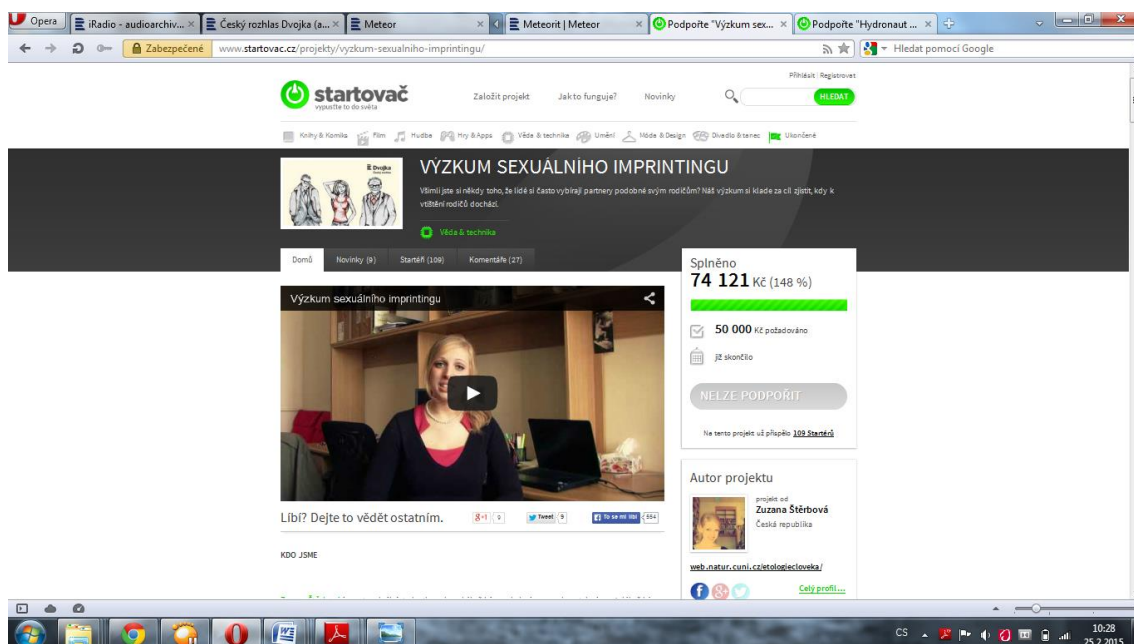 Opera
iRadio - audioarchiv...
Český rozhlas Dvojka (a...
Meteor
Meteorit | Meteor
Podpořte "Výzkum sex...
Podpořte "Hydronaut ...
Zabezpečené
www.startovac.cz/projekty/vyzkum-sexualniho-imprintingu/
Hledat pomocí Google
Přihlásit Registrovat
startovač
vypusťte to do světa
Založit projekt
Jak to funguje?
Novinky
HLEDAT
Knihy & Komiks
Film
Hudba
Hry & Apps
Věda & technika
Umění
Móda & Design
Divadlo & tanec
Ukončené
Dvojka
VÝZKUM SEXUÁLNÍHO IMPRINTINGU
Všimli jste si někdy toho, že lidé si často vybírají partnery podobné svým rodičům? Náš výzkum si klade za cíl zjistit, kdy k
vtištění rodičů dochází.
Věda & technika
Domů
Novinky (9)
Startéři (109)
Komentáře (27)
Splněno
74 121 Kč (148 %)
50 000 Kč požadováno
již skončilo
NELZE PODPOŘIT
Na tento projekt už přispělo 109 Startérů
Výzkum sexuálního imprintingu
Líbí? Dejte to vědět ostatním.
g+1 0
Tweet 9
To se mi líbí 594
KDO JSME
Autor projektu
projekt od
Zuzana Štěrbová
Česká republika
web.natur.cuni.cz/etologiecloveka/
Celý profil...
CS
10:28
25.2.2015